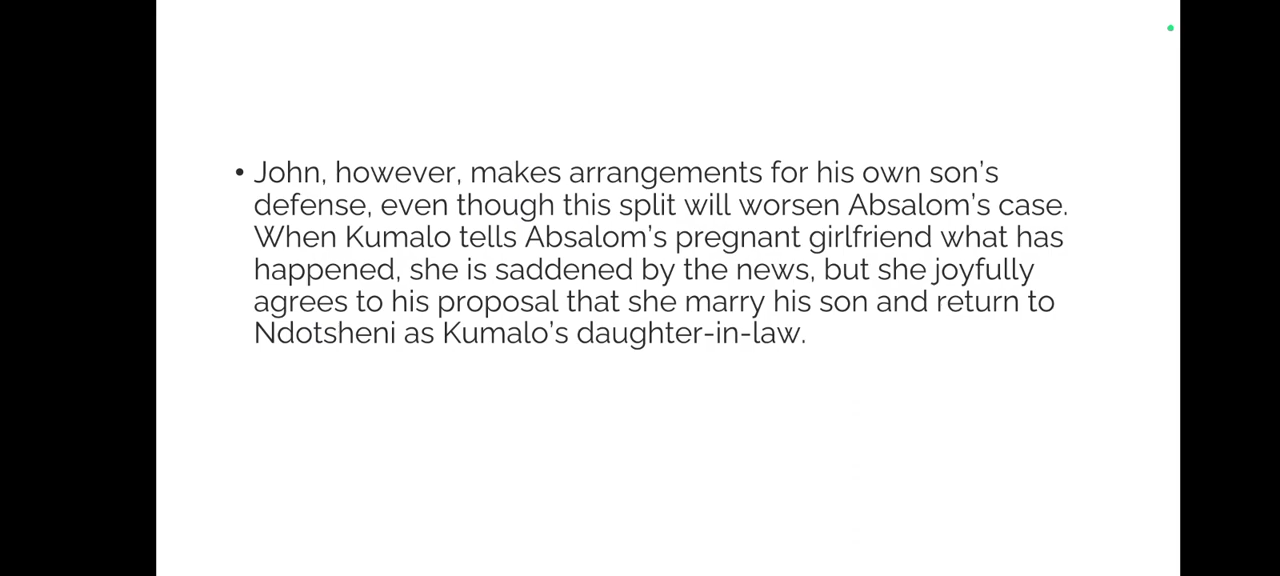 • John, however, makes arrangements for his own son’s
defense, even though this split will worsen Absalom’s case.
When Kumalo tells Absalom’s pregnant girlfriend what has
happened, she is saddened by the news, but she joyfully
agrees to his proposal that she marry his son and return to
Ndotsheni as Kumalo’s daughter-in-law.